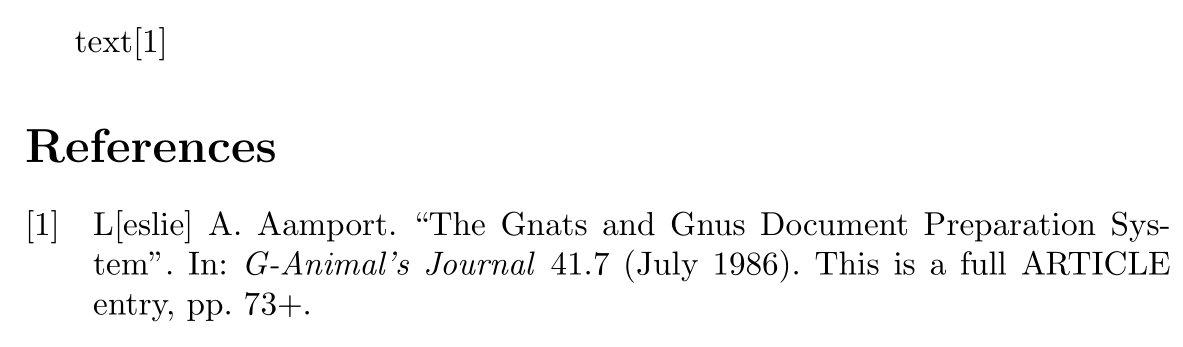 text[1]
References
[1] L[eslie] A. Aamport. “The Gnats and Gnus Document Preparation Sys-
tem”. In: G-Animal’s Journal 41.7 (July 1986). This is a full ARTICLE
entry, pp. 73+.